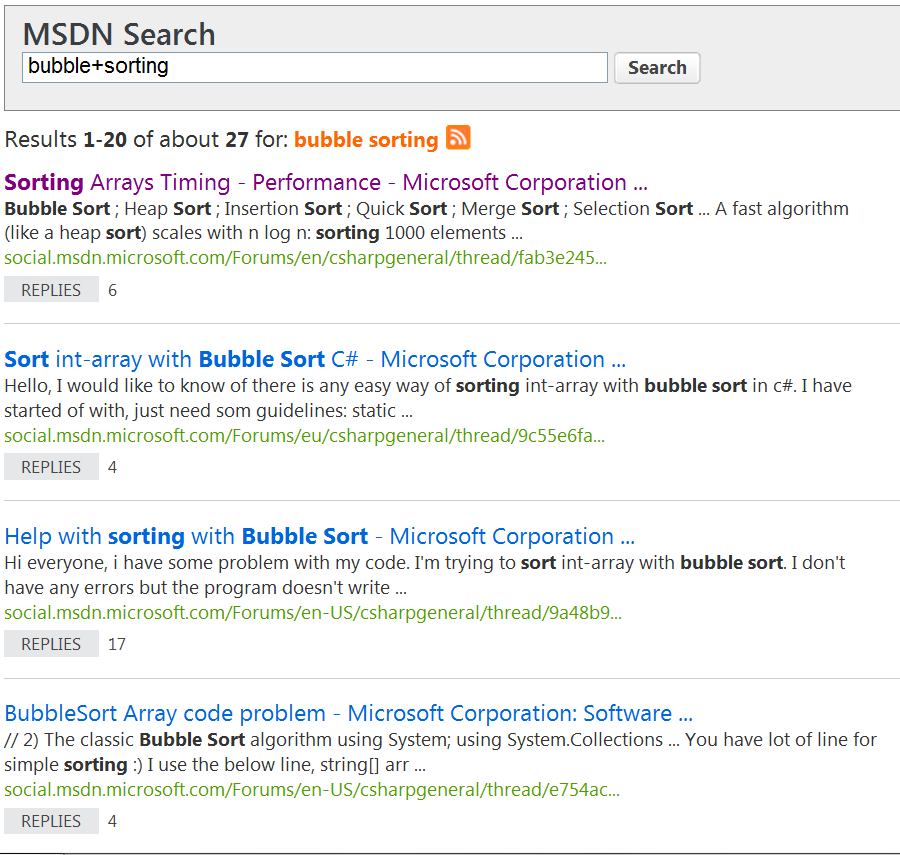 MSDN Search
bubble+sorting
Search
Results 1-20 of about 27 for: bubble sorting
Sorting Arrays Timing - Performance - Microsoft Corporation ...
Bubble Sort ; Heap Sort ; Insertion Sort ; Quick Sort ; Merge Sort ; Selection Sort ... A fast algorithm
(like a heap sort) scales with n log n: sorting 1000 elements ...
social.msdn.microsoft.com/Forums/en/csharpgeneral/thread/fab3e245...
REPLIES 6
Sort int-array with Bubble Sort C# - Microsoft Corporation ...
Hello, I would like to know of there is any easy way of sorting int-array with bubble sort in c#. I have
started of with, just need som guidelines: static ...
social.msdn.microsoft.com/Forums/eu/csharpgeneral/thread/9c55e6fa...
REPLIES 4
Help with sorting with Bubble Sort - Microsoft Corporation ...
Hi everyone, i have some problem with my code. I'm trying to sort int-array with bubble sort. I don't
have any errors but the program doesn't write ...
social.msdn.microsoft.com/Forums/en-US/csharpgeneral/thread/9a48b9...
REPLIES 17
BubbleSort Array code problem - Microsoft Corporation: Software ...
// 2) The classic Bubble Sort algorithm using System; using System.Collections ... You have lot of line for
simple sorting :) I use the below line, string[] arr ...
social.msdn.microsoft.com/Forums/en-US/csharpgeneral/thread/e754ac...
REPLIES 4